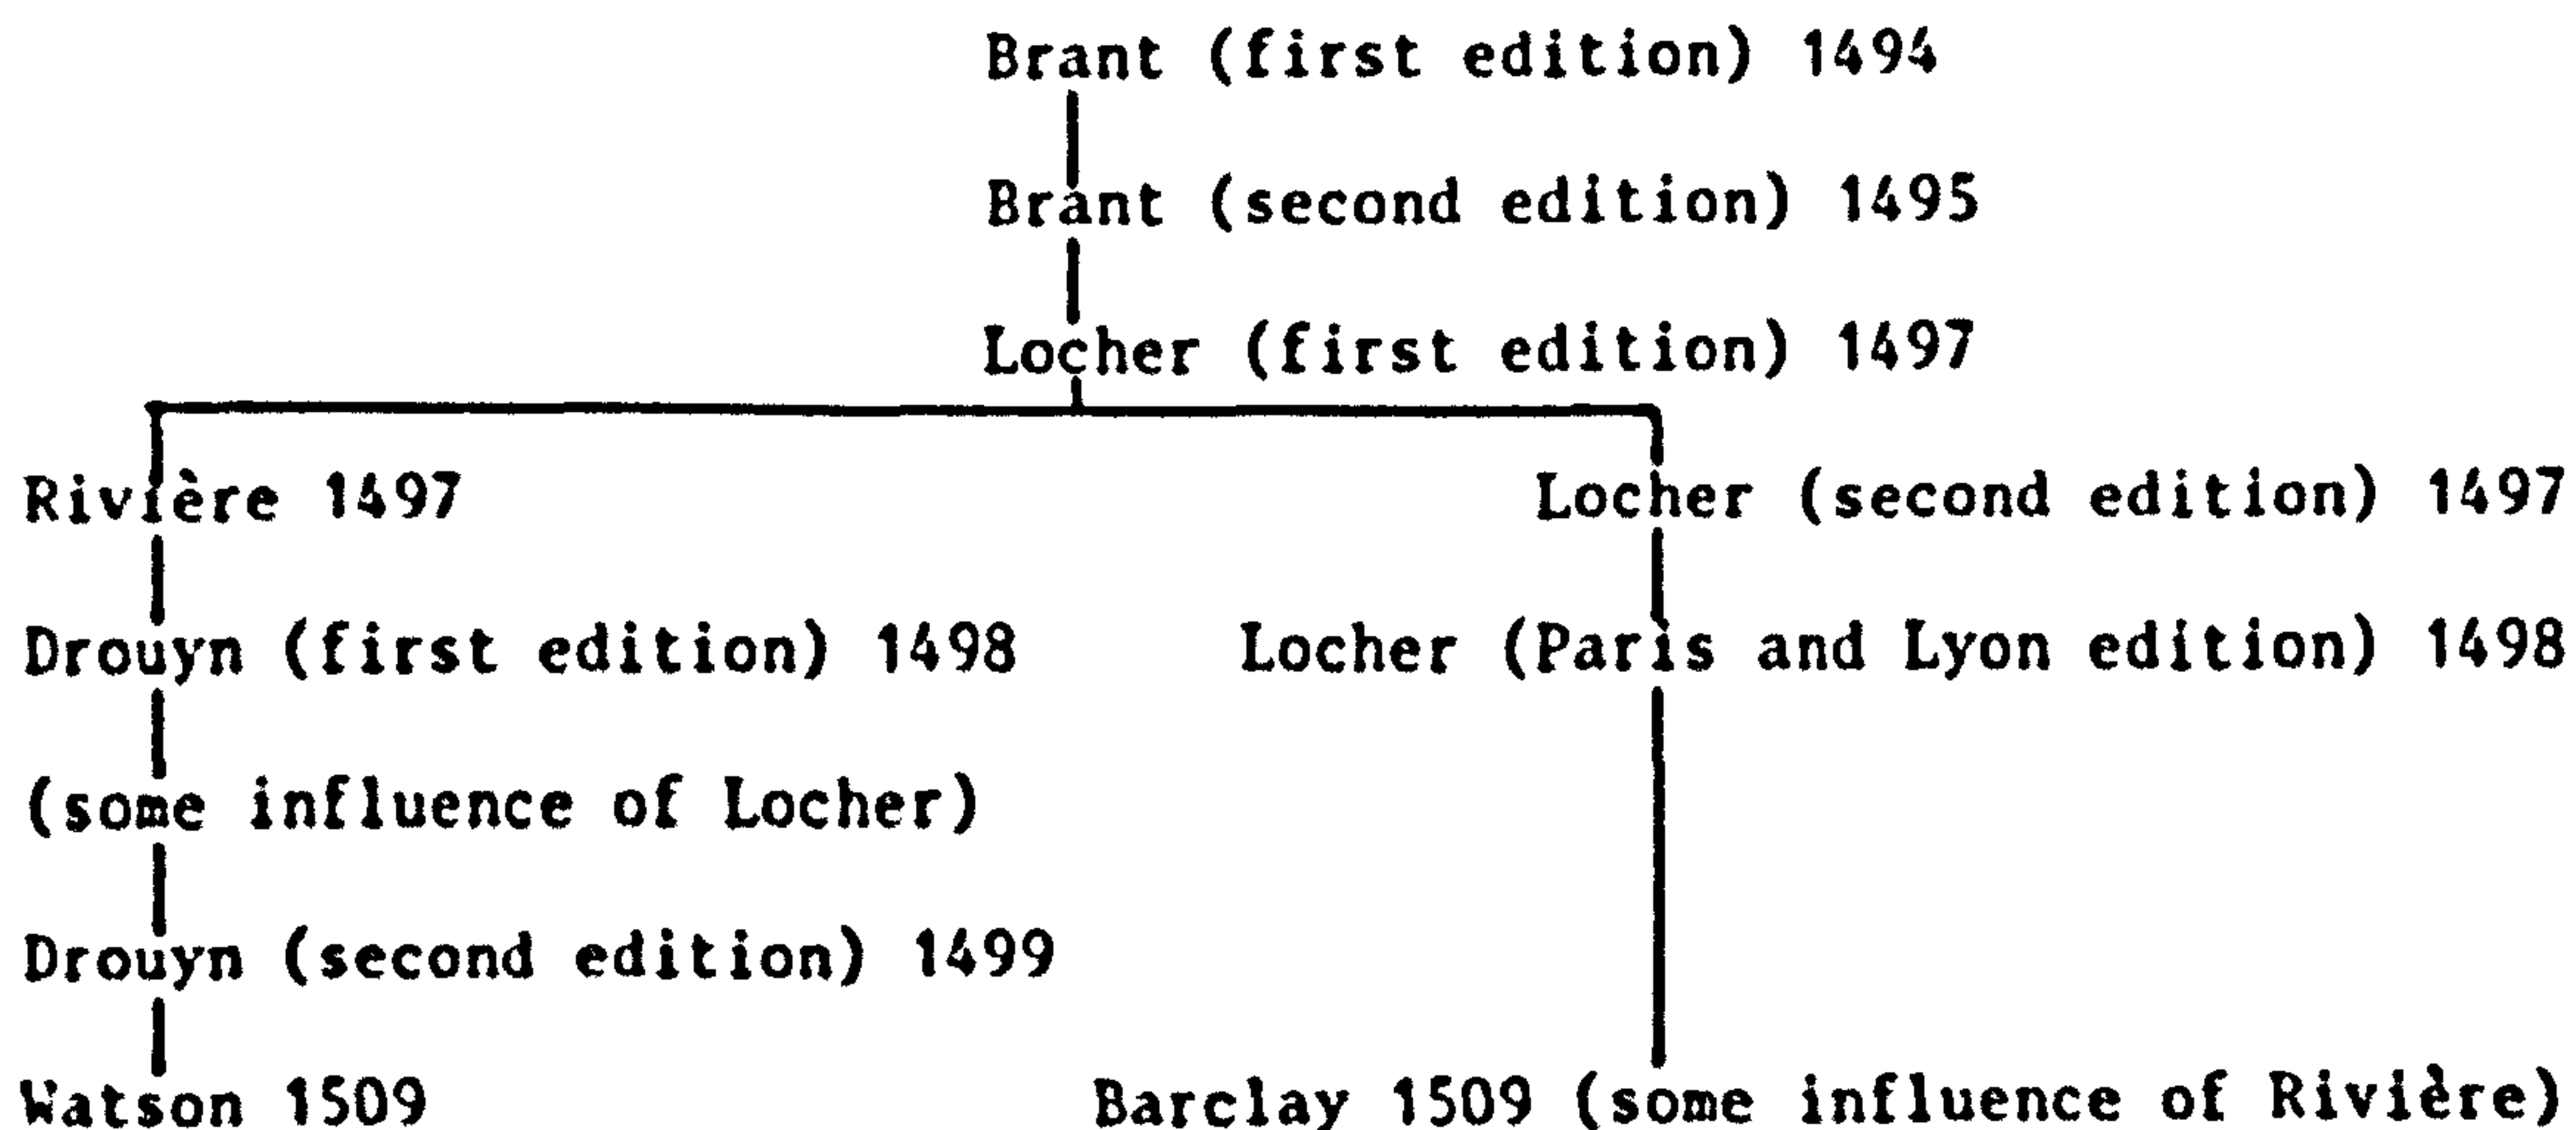 Brant (first edition) 1494
Brant (second edition) 1495
Locher (first edition) 1497
Rivière 1497
Locher (second edition) 1497
Drouyn (first edition) 1498
Locher (Paris and Lyon edition) 1498
(some influence of Locher)
Drouyn (second edition) 1499
Watson 1509
Barclay 1509 (some influence of Rivière)